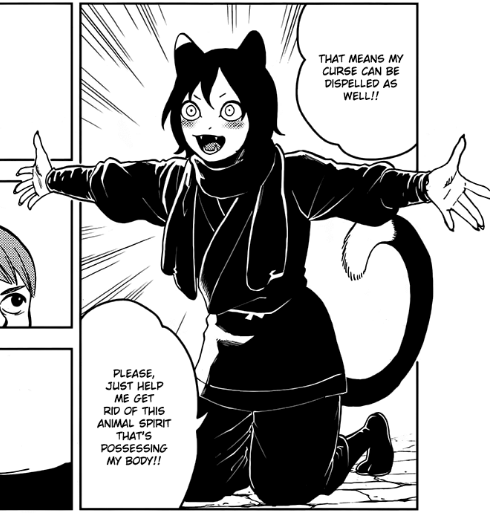 THAT MEANS MY
CURSE CAN BE
DISPELLED AS
WELL!!
PLEASE,
JUST HELP
ME GET
RID OF THIS
ANIMAL SPIRIT
THAT'S
POSSESSING
MY BODY!!